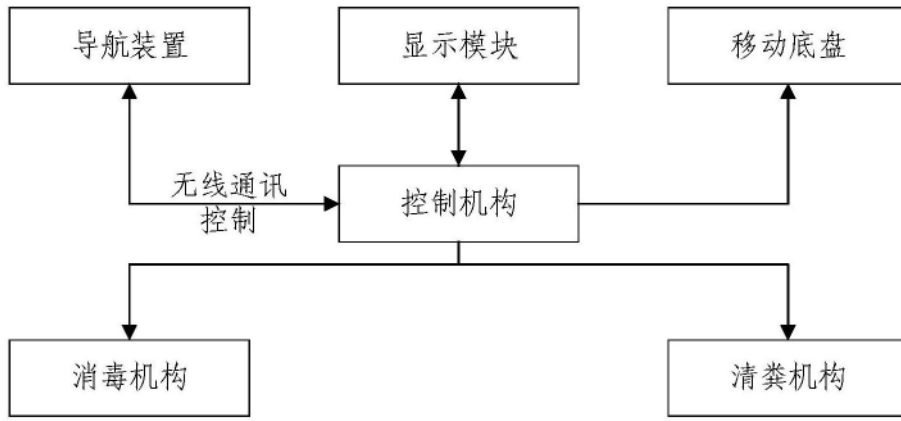 导航装置
显示模块
移动底盘
无线通讯
控制
控制机构
消毒机构
清粪机构